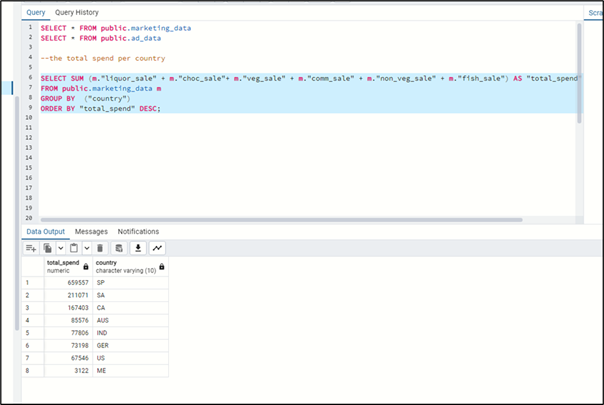 Query Query History Scra
1 SELECT * FROM public.marketing_data
2 SELECT * FROM public.ad_data
3
4 --the total spend per country
5
6 SELECT SUM (m."liquor_sale" + m."choc_sale"+ m."veg_sale" + m."comm_sale" + m."non_veg_sale" + m."fish_sale") AS "total_spend"
7 FROM public.marketing_data m
8 GROUP BY ("country")
9 ORDER BY "total_spend" DESC;
10
11
12
13
14
15
16
17
18
19
20
Data Output Messages Notifications
total_spend country
numeric character varying (10)
1 659557 SP
2 211071 SA
3 167403 CA
4 85576 AUS
5 77806 IND
6 73198 GER
7 67546 US
8 3122 ME